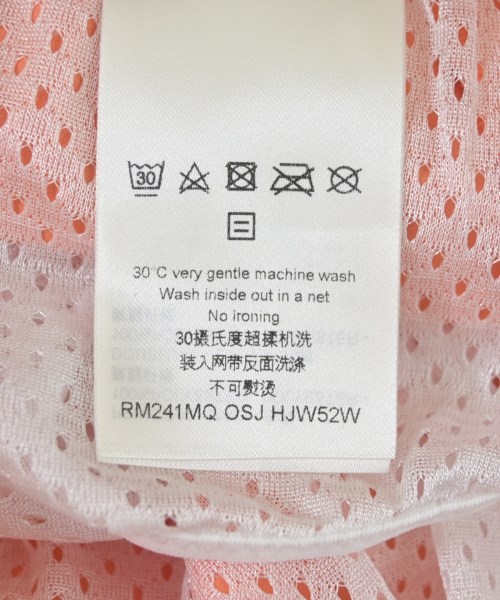 30
30°C very gentle machine wash
Wash inside out in a net
No ironing
30摄氏度超揉机洗
装入网带反面洗涤
不可熨烫
RM241MQ OSJ HJW52W